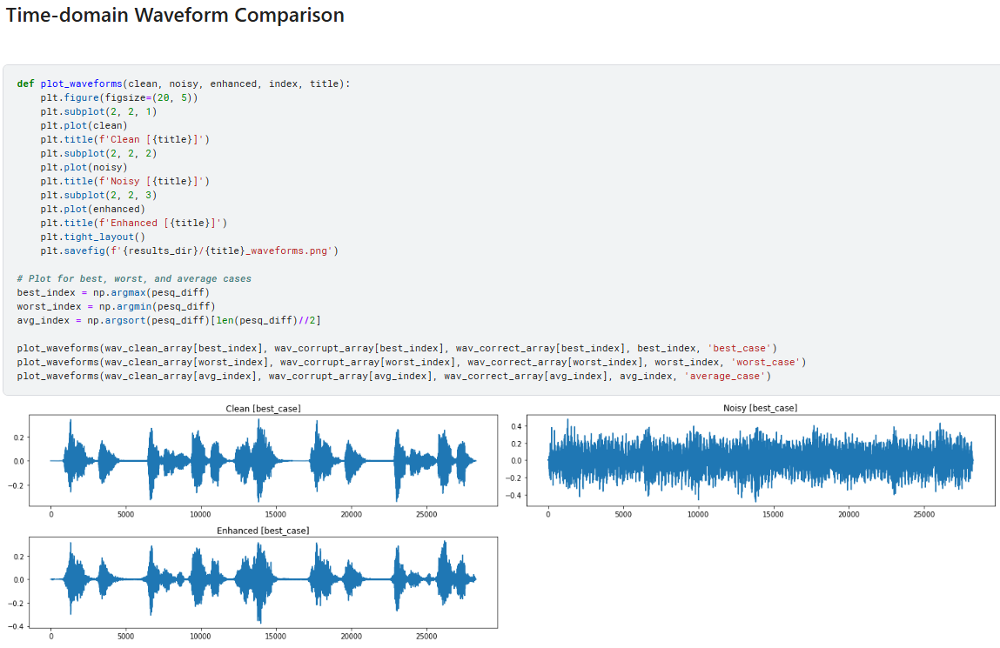 Time-domain Waveform Comparison
def plot_waveforms(clean, noisy, enhanced, index, title):
    plt.figure(figsize=(20, 5))
    plt.subplot(2, 2, 1)
    plt.plot(clean)
    plt.title(f'Clean [{title}]')
    plt.subplot(2, 2, 2)
    plt.plot(noisy)
    plt.title(f'Noisy [{title}]')
    plt.subplot(2, 2, 3)
    plt.plot(enhanced)
    plt.title(f'Enhanced [{title}]')
    plt.tight_layout()
    plt.savefig(f'{results_dir}/{title}_waveforms.png')
# Plot for best, worst, and average cases
best_index = np.argmax(pesq_diff)
worst_index = np.argmin(pesq_diff)
avg_index = np.argsort(pesq_diff)[len(pesq_diff)//2]
plot_waveforms(wav_clean_array[best_index], wav_corrupt_array[best_index], wav_correct_array[best_index], best_index, 'best_case')
plot_waveforms(wav_clean_array[worst_index], wav_corrupt_array[worst_index], wav_correct_array[worst_index], worst_index, 'worst_case')
plot_waveforms(wav_clean_array[avg_index], wav_corrupt_array[avg_index], wav_correct_array[avg_index], avg_index, 'average_case')
Clean [best_case]
0.2
0.0
−0.2
0 5000 10000 15000 20000 25000
Noisy [best_case]
0.4
0.2
0.0
−0.2
−0.4
0 5000 10000 15000 20000 25000
Enhanced [best_case]
0.2
0.0
−0.2
−0.4
0 5000 10000 15000 20000 25000